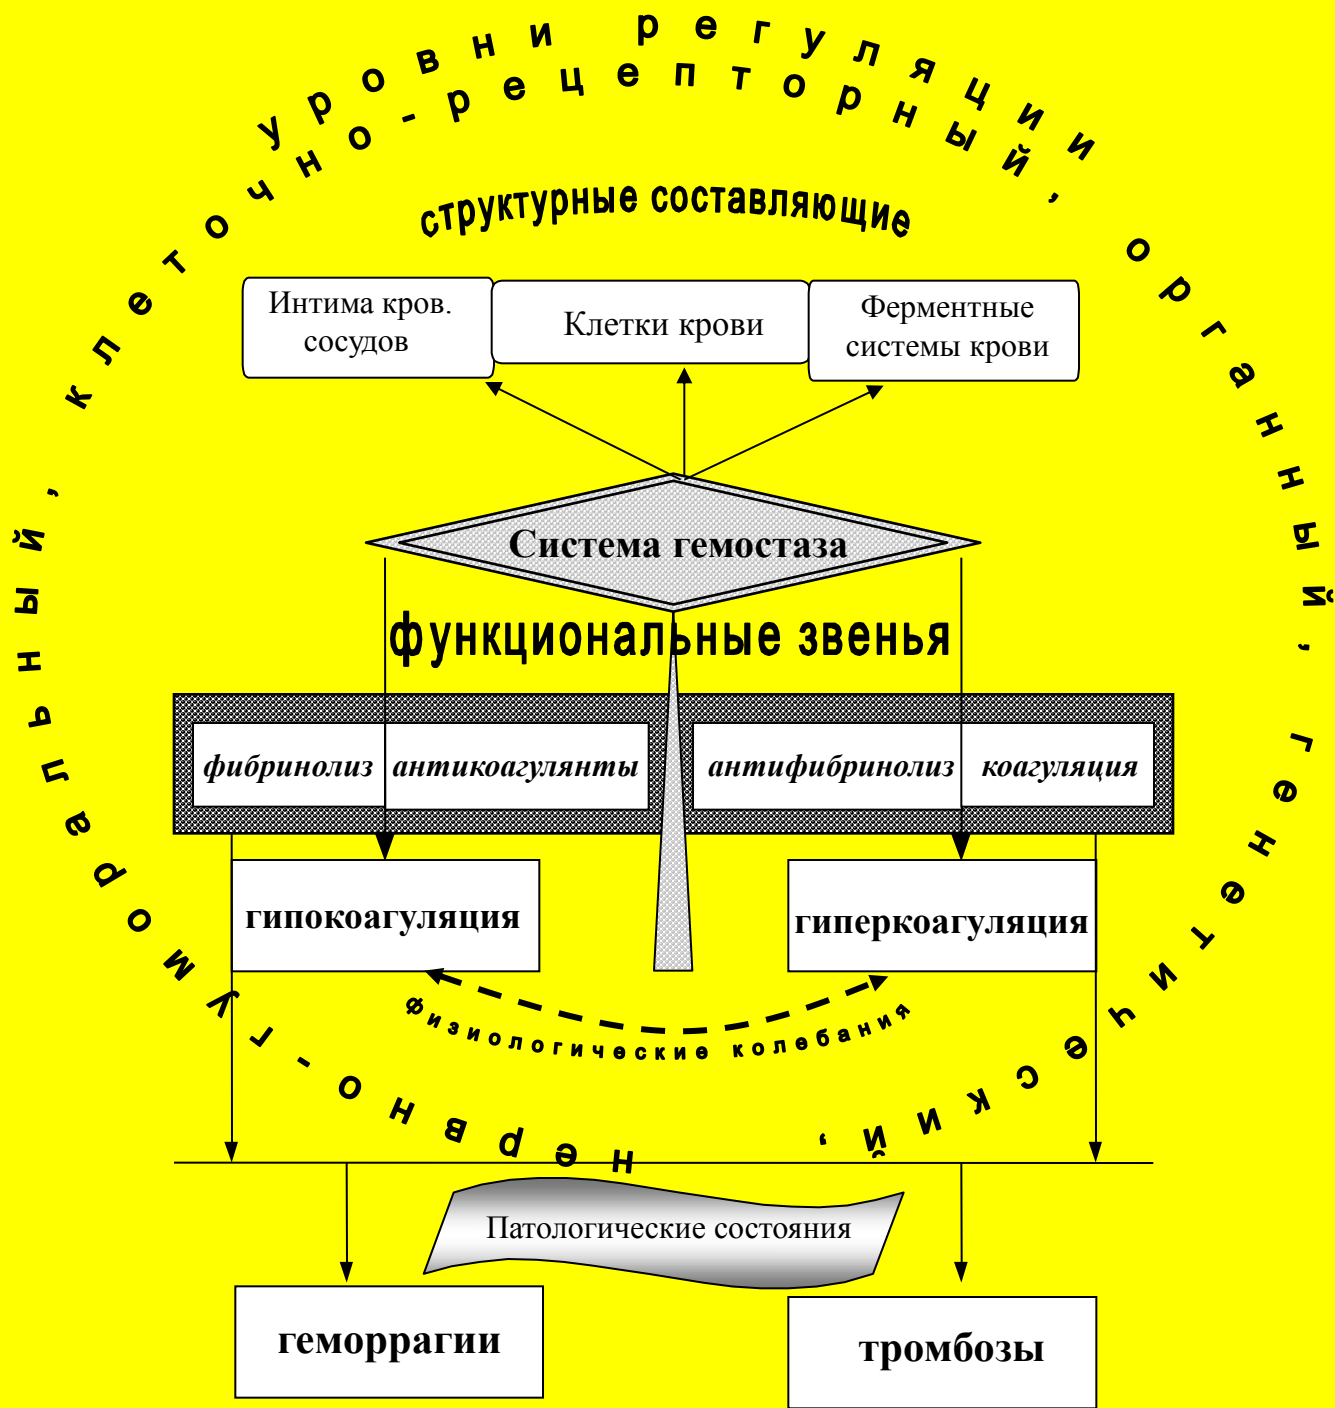 уровни регуляции
клеточно-рецепторный, органный, генетический, нервно-гуморальный,
структурные составляющие
Интима кров.
сосудов
Клетки крови
Ферментные
системы крови
Система гемостаза
функциональные звенья
фибринолиз
антикоагулянты
антифибринолиз
коагуляция
гипокоагуляция
гиперкоагуляция
физиологические колебания
Патологические состояния
геморрагии
тромбозы